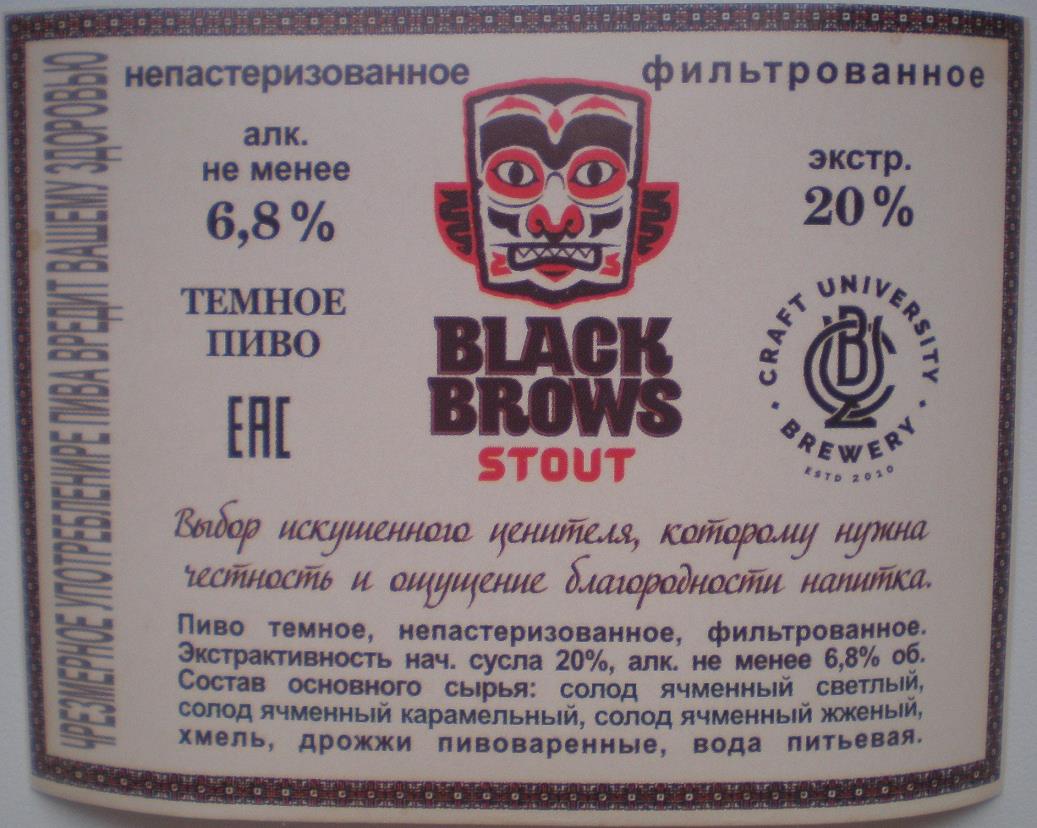 непастеризованное
фильтрованное
алк.
не менее
6,8 %
экстр.
20 %
ТЕМНОЕ
ПИВО
ЕАС
BLACK
BROWS
STOUT
CRAFT UNIVERSITY
BREWERY
ESTD 2010
Выбор искушенного ценителя, которому нужна
честность и ощущение благородности напитка.
Пиво темное, непастеризованное, фильтрованное.
Экстрактивность нач. сусла 20%, алк. не менее 6,8% об.
Состав основного сырья: солод ячменный светлый,
солод ячменный карамельный, солод ячменный жженый,
хмель, дрожжи пивоваренные, вода питьевая.
ЧРЕЗМЕРНОЕ УПОТРЕБЛЕНИРЕ ПИВА ВРЕДИТ ВАШЕМУ ЗДОРОВЬЮ